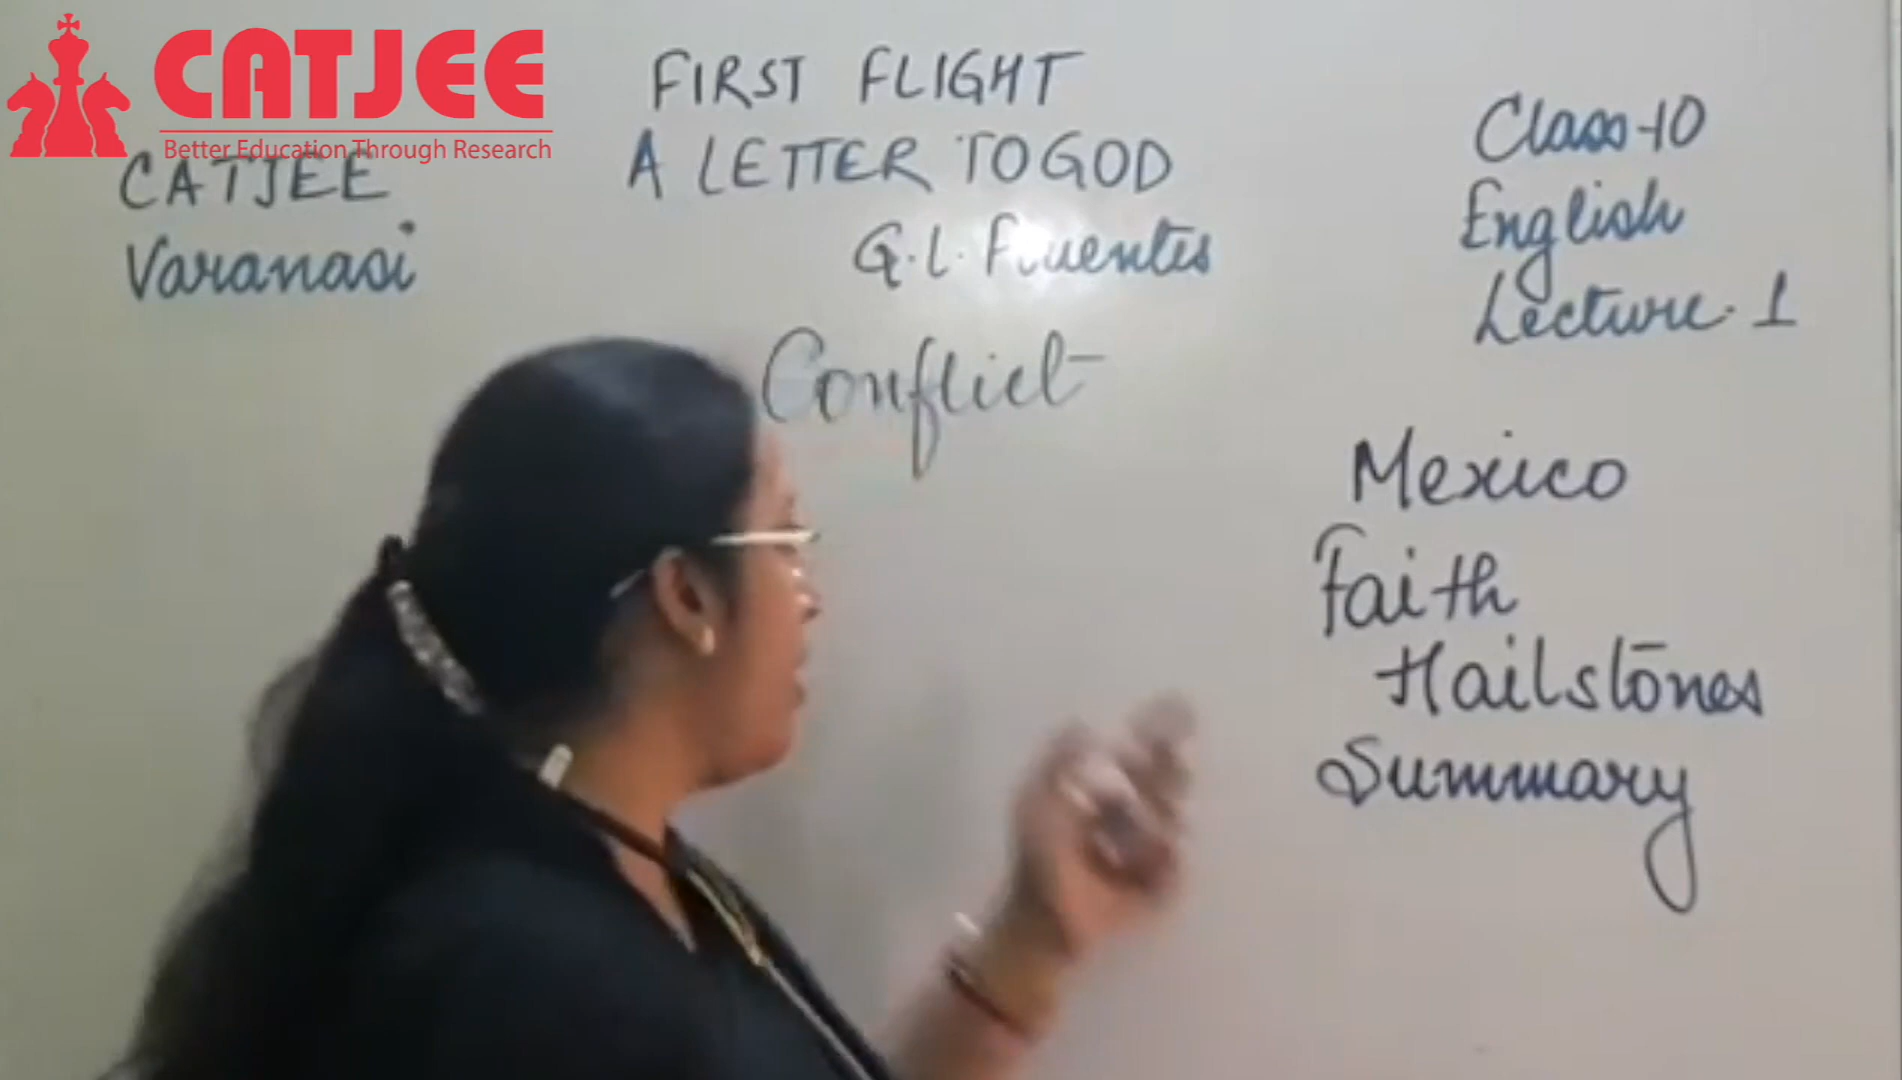 CATJEE
Better Education Through Research
CATJEE
Varanasi
FIRST FLIGHT
A LETTER TO GOD
G.L. Fuentes
Conflict
Class-10
English
Lecture-1
Mexico
Faith
Hailstones
Summary